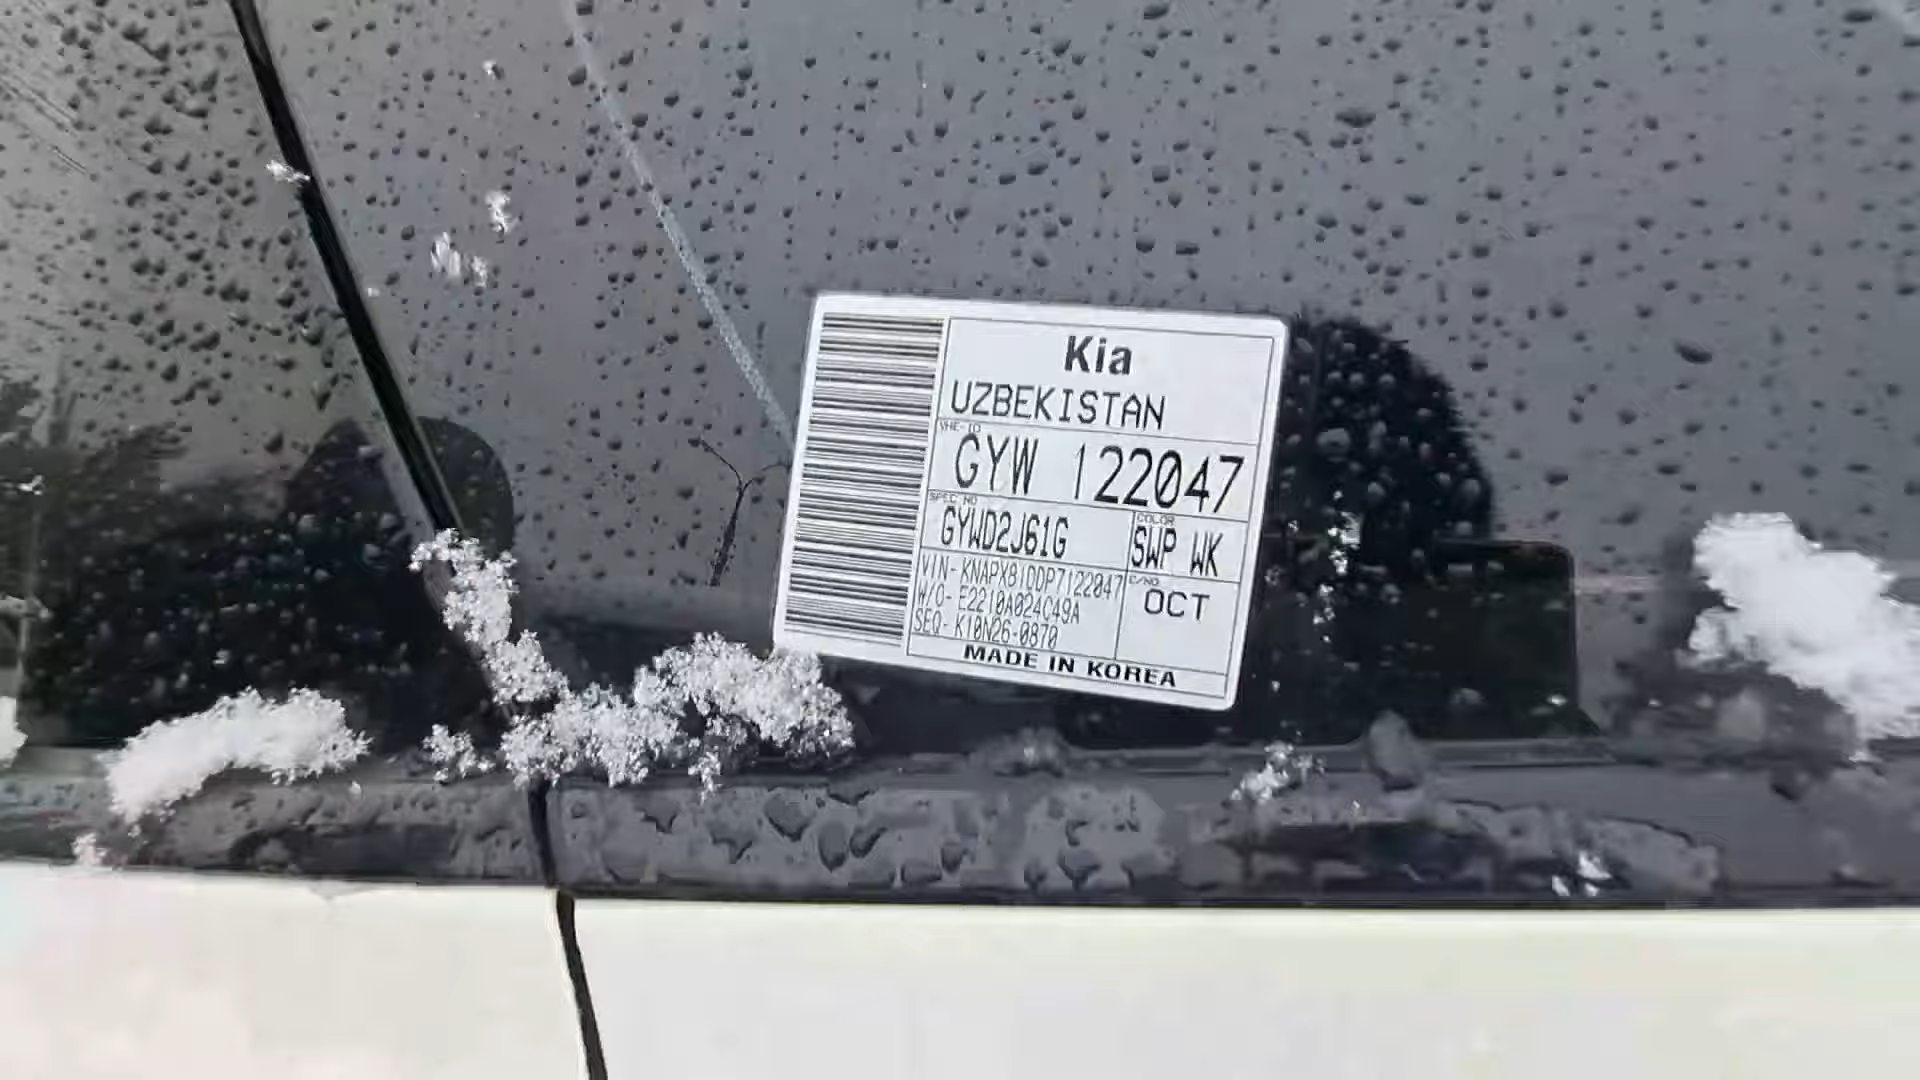 Kia
UZBEKISTAN
VHE-ID
GYW 122047
SPEC NO
GYWD2J61G
COLOR
SWP WK
VIN- KNAPX81DDP7122047
W/O- E2210A024C49A
SEQ- K10N26-0870
C/NO
OCT
MADE IN KOREA